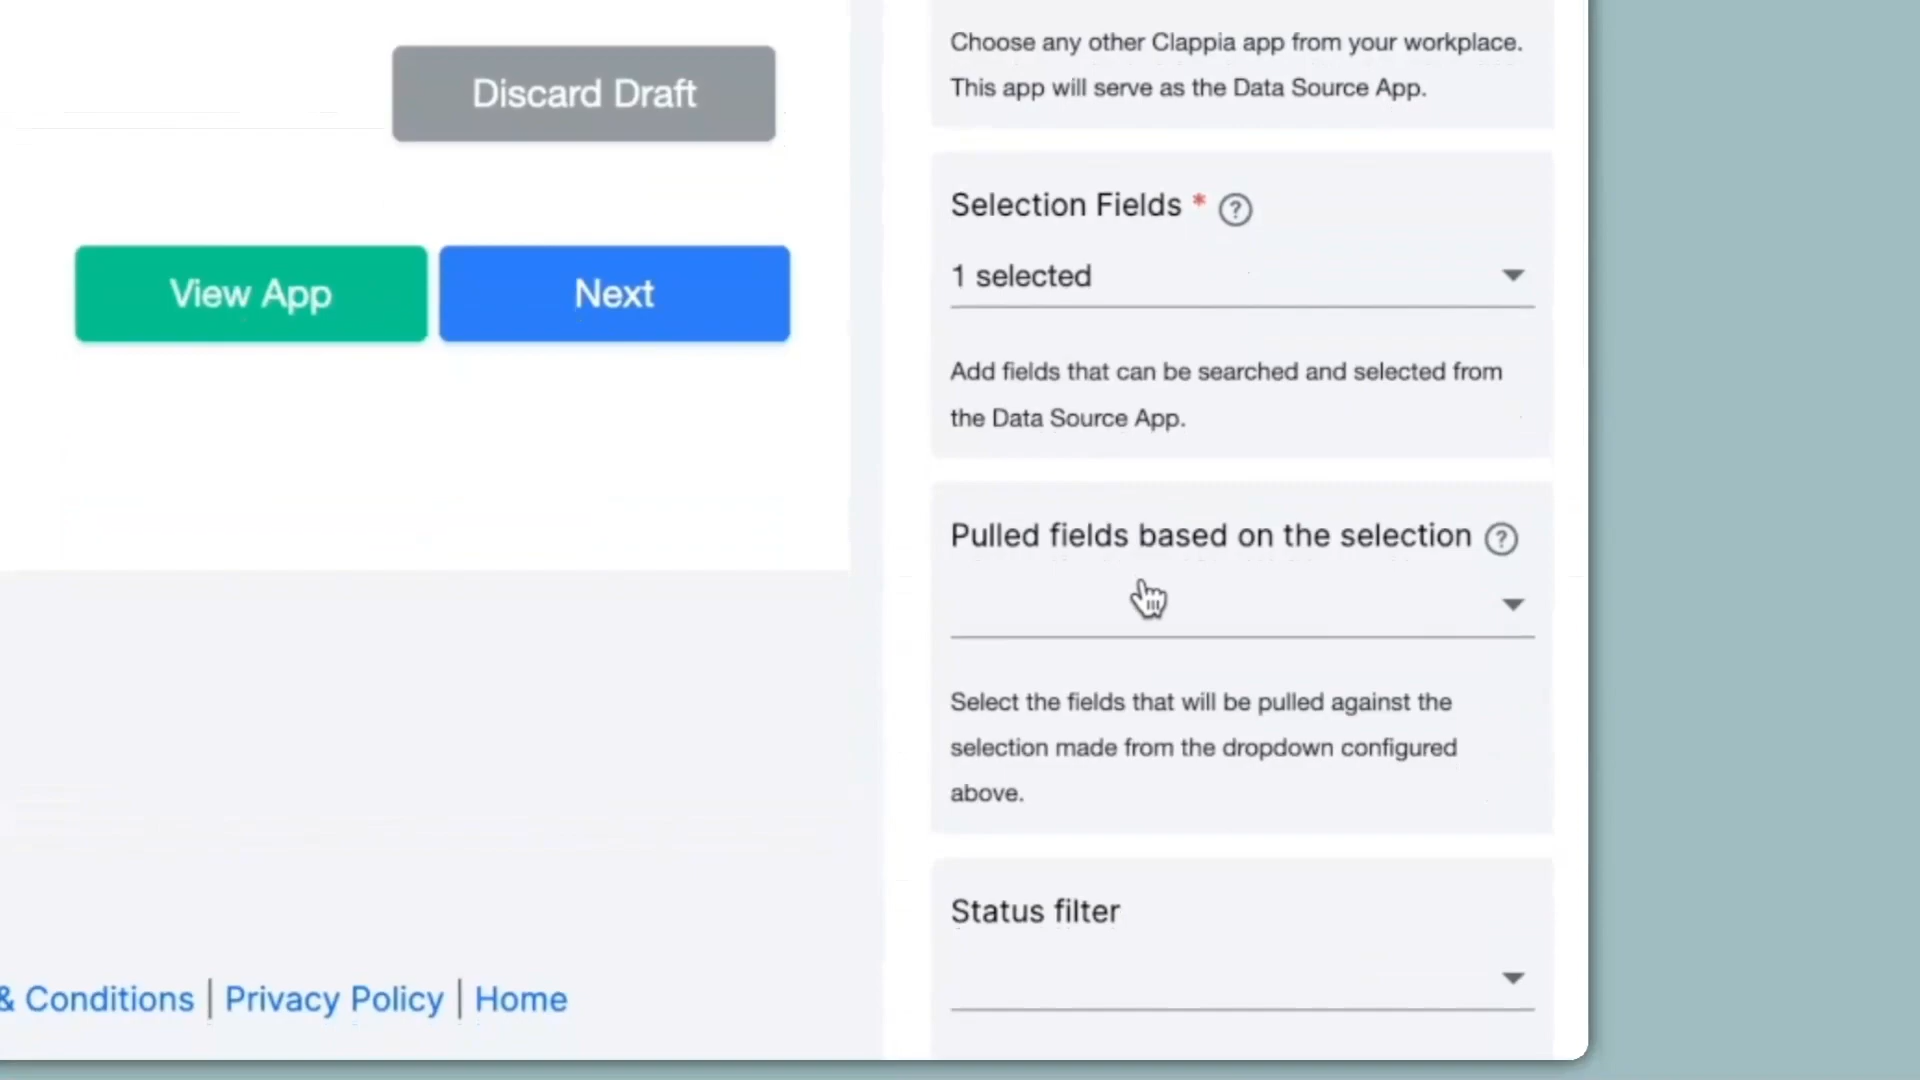 Discard Draft
View App
Next
& Conditions | Privacy Policy | Home
Choose any other Clappia app from your workplace.
This app will serve as the Data Source App.
Selection Fields * ?
1 selected
Add fields that can be searched and selected from
the Data Source App.
Pulled fields based on the selection ?
Select the fields that will be pulled against the
selection made from the dropdown configured
above.
Status filter